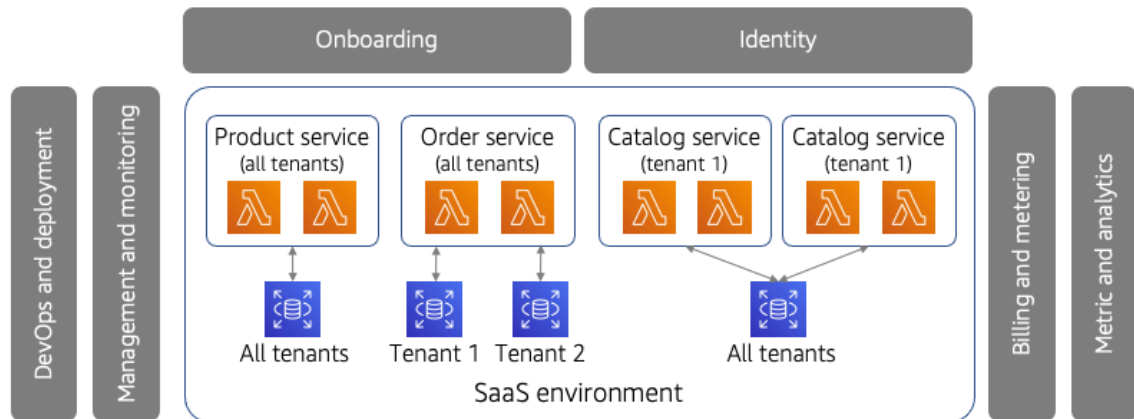 Onboarding
Identity
DevOps and deployment
Management and monitoring
Product service
(all tenants)
Order service
(all tenants)
Catalog service
(tenant 1)
Catalog service
(tenant 1)
All tenants
Tenant 1
Tenant 2
All tenants
SaaS environment
Billing and metering
Metric and analytics